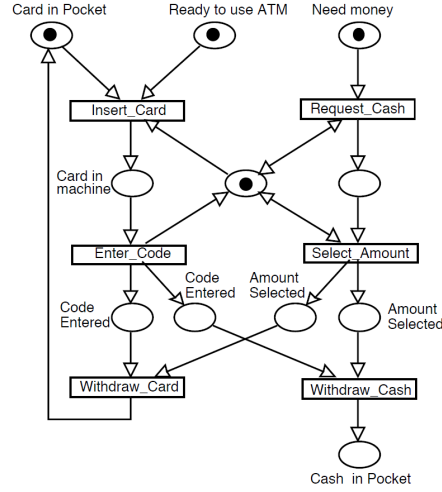 Card in Pocket
Ready to use ATM
Need money
Insert_Card
Request_Cash
Card in
machine
Enter_Code
Select_Amount
Code
Entered
Amount
Selected
Code
Entered
Amount
Selected
Withdraw_Card
Withdraw_Cash
Cash in Pocket